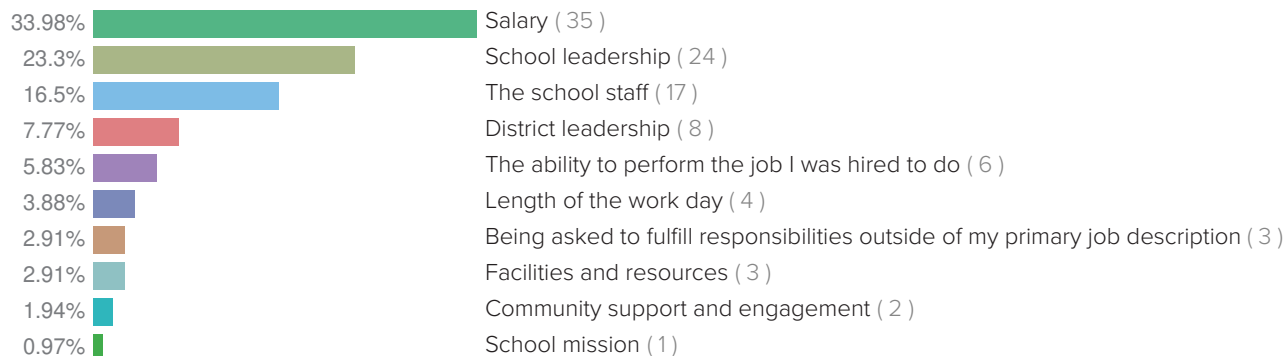 33.98% Salary ( 35 )
23.3% School leadership ( 24 )
16.5% The school staff ( 17 )
7.77% District leadership ( 8 )
5.83% The ability to perform the job I was hired to do ( 6 )
3.88% Length of the work day ( 4 )
2.91% Being asked to fulfill responsibilities outside of my primary job description ( 3 )
2.91% Facilities and resources ( 3 )
1.94% Community support and engagement ( 2 )
0.97% School mission ( 1 )